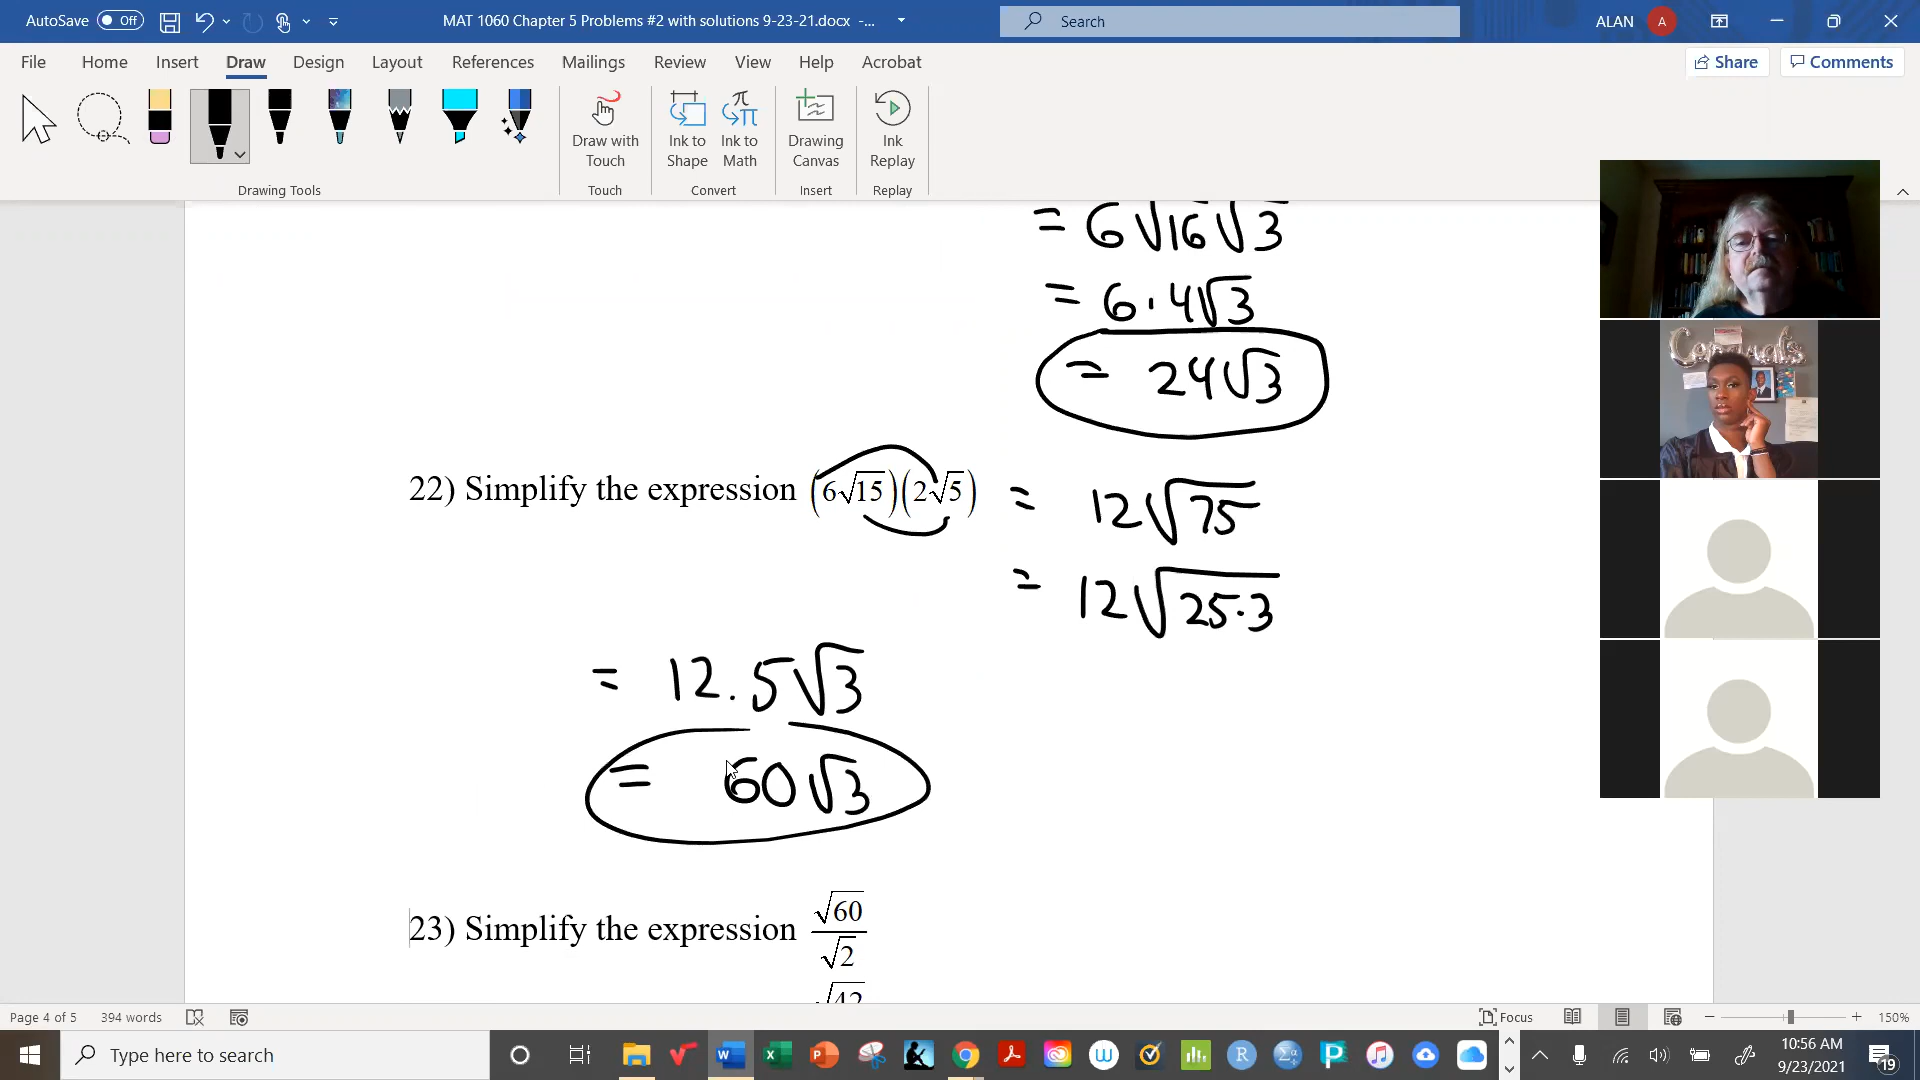 AutoSave Off MAT 1060 Chapter 5 Problems #2 with solutions 9-23-21.docx -... Search ALAN A
File Home Insert Draw Design Layout References Mailings Review View Help Acrobat Share Comments
Draw with Touch
Ink to Shape
Ink to Math
Drawing Canvas
Ink Replay
Drawing Tools Touch Convert Insert Replay
= 6√16√3
= 6·4√3
= 24√3
22) Simplify the expression (6√15)(2√5) = 12√75
= 12√25·3
= 12.5√3
= 60√3
23) Simplify the expression √60/√2
√42
Congrats
Page 4 of 5 394 words Focus 150%
Type here to search 10:56 AM
9/23/2021 19